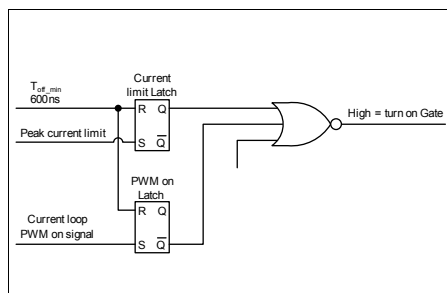 T_off_min
600ns
Current
limit Latch
R Q
High = turn on Gate
Peak current limit
S Q
PWM on
Latch
R Q
Current loop
PWM on signal
S Q